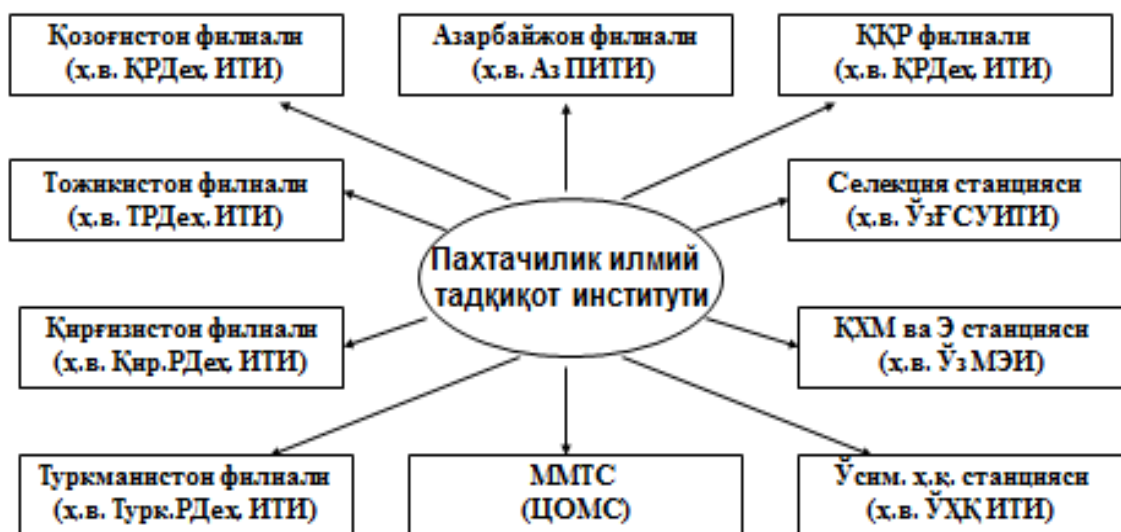 Қозоғистон филиали
(ҳ.в. ҚРДеҳ. ИТИ)
Азарбайжон филиали
(ҳ.в. Аз ПИТИ)
ҚҚР филиали
(ҳ.в. ҚРДеҳ. ИТИ)
Тожикистон филиали
(ҳ.в. ТРДеҳ. ИТИ)
Селекция станцияси
(ҳ.в. ЎзҒСУИТИ)
Пахтачилик илмий
тадқиқот институти
Қирғизистон филиали
(ҳ.в. Қир.РДеҳ. ИТИ)
ҚХМ ва Э станцияси
(ҳ.в. Ўз МЭИ)
Туркманистон филиали
(ҳ.в. Турк.РДеҳ. ИТИ)
ММТС
(ЦОМС)
Ўсим. ҳ.қ. станцияси
(ҳ.в. ЎҲҚ ИТИ)